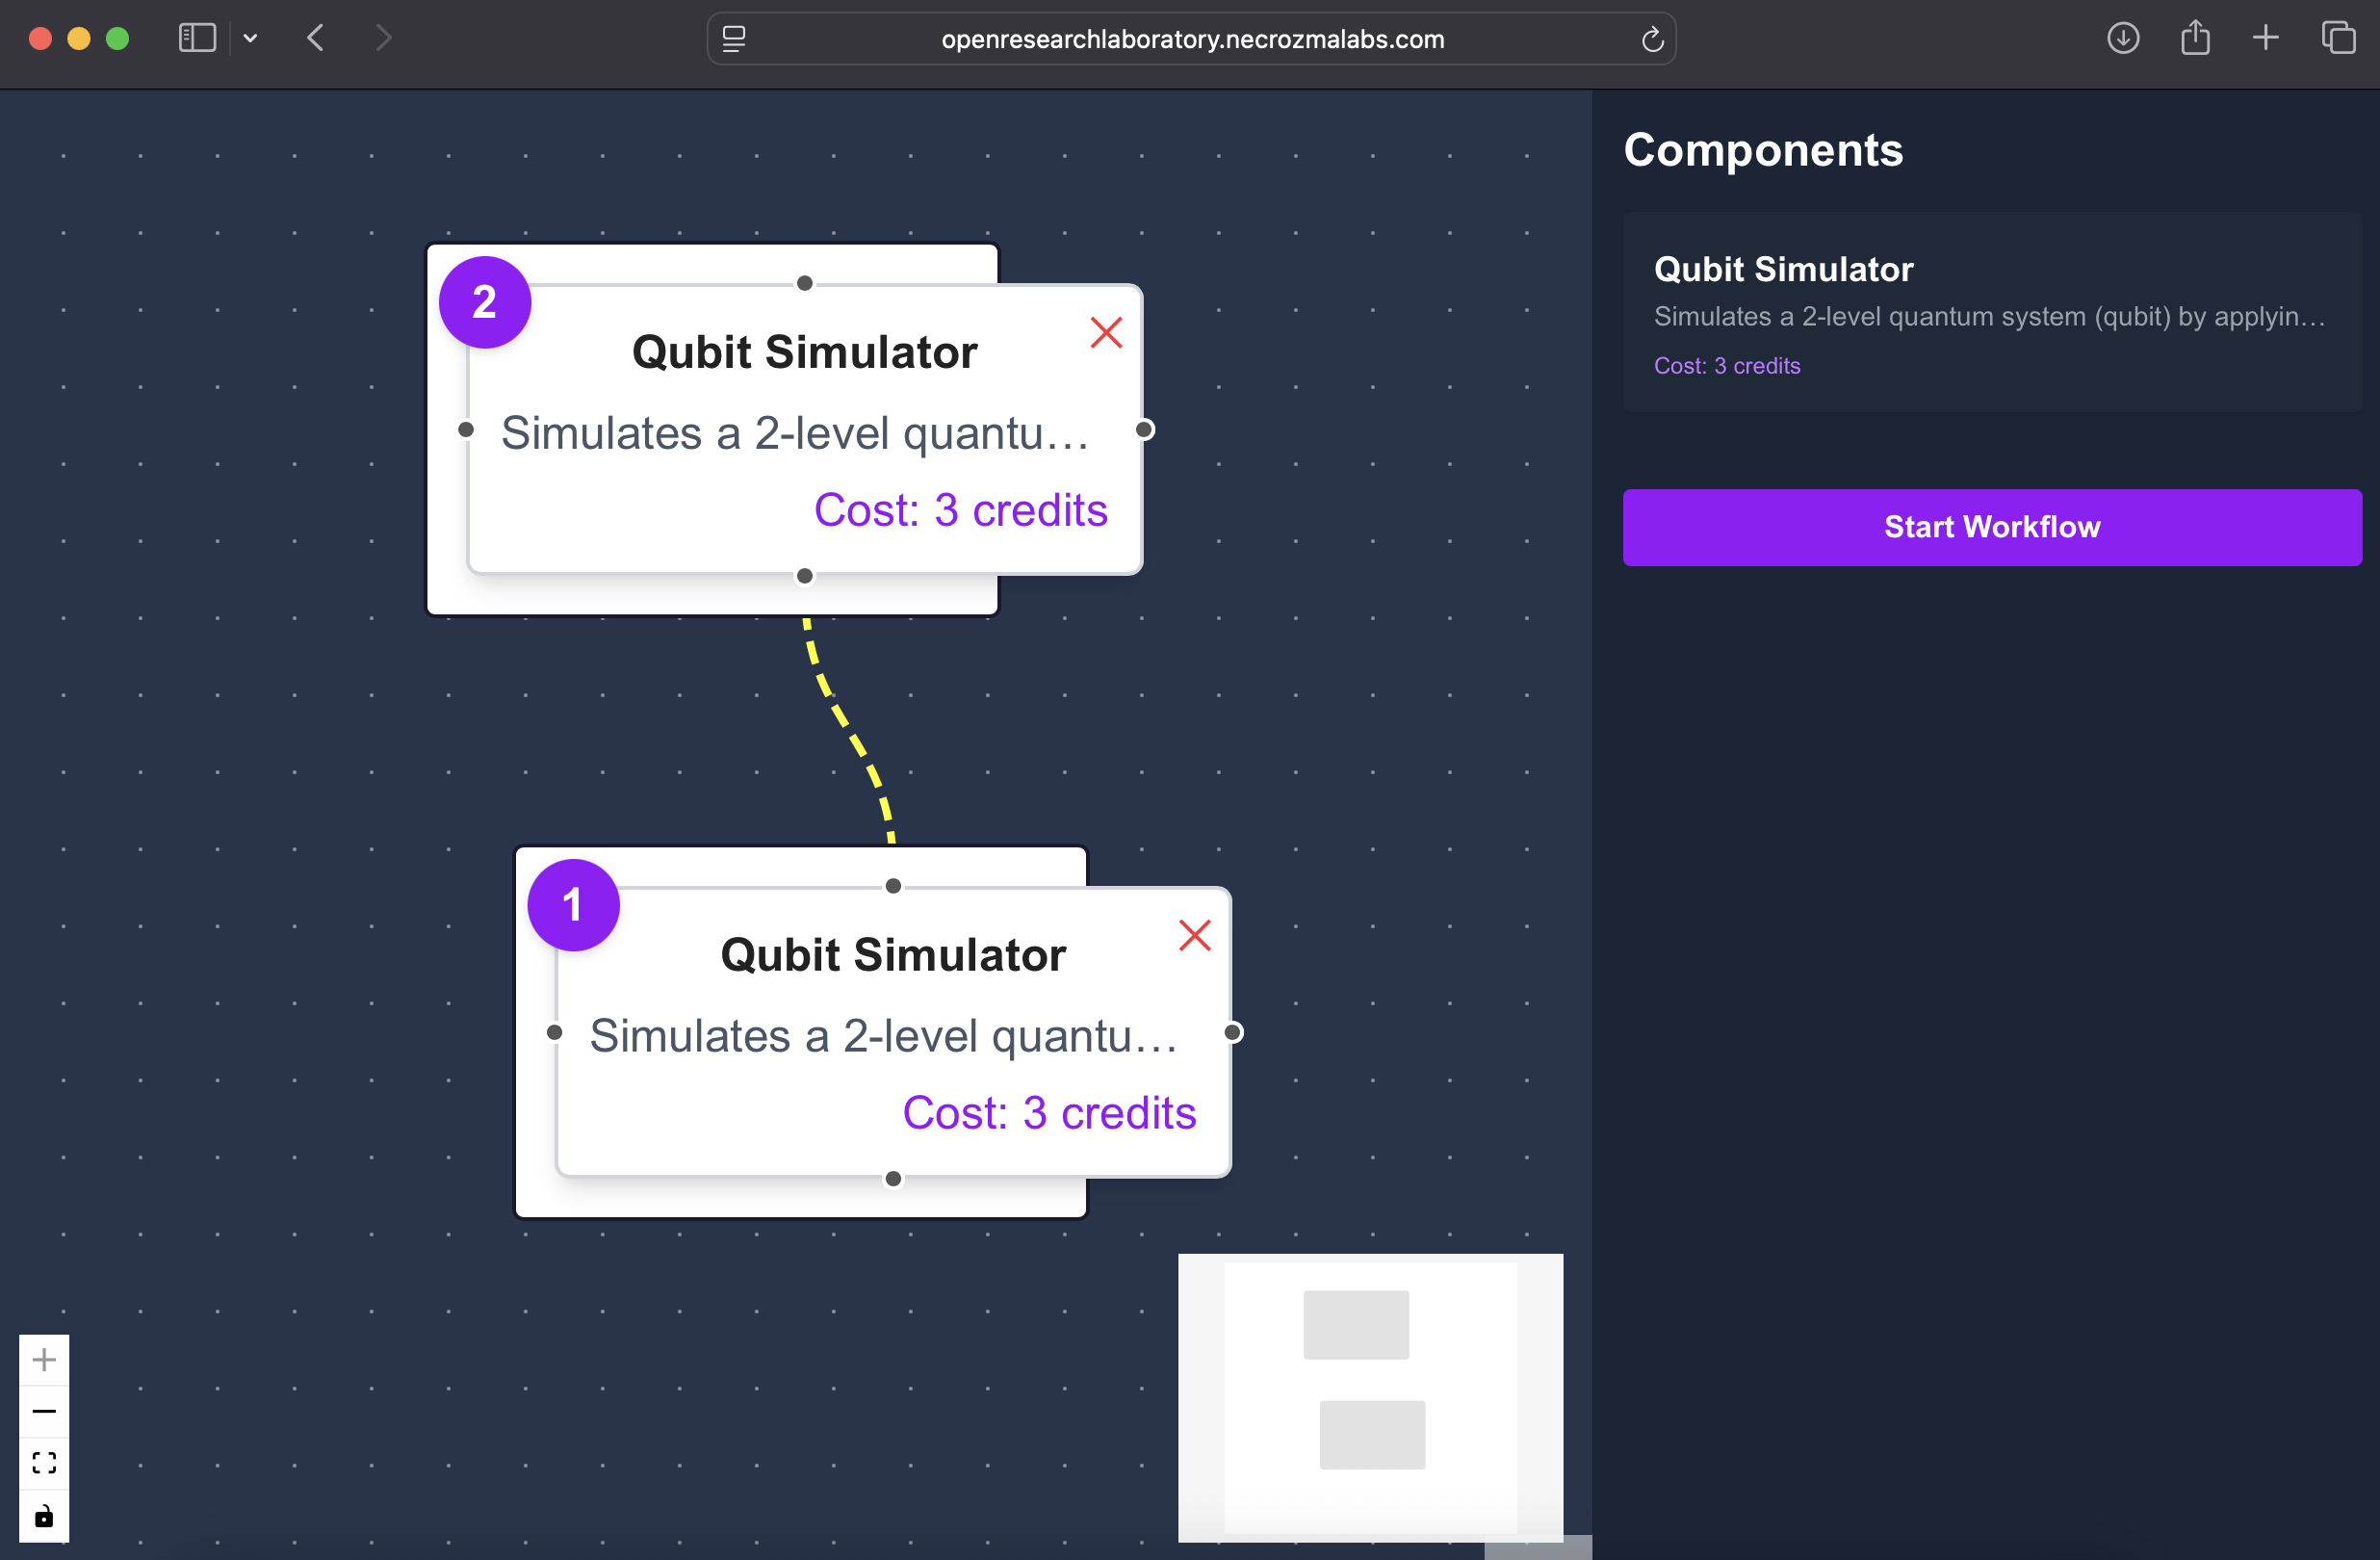 openresearchlaboratory.necrozmalabs.com
2
Qubit Simulator
Simulates a 2-level quantu...
Cost: 3 credits
1
Qubit Simulator
Simulates a 2-level quantu...
Cost: 3 credits
Components
Qubit Simulator
Simulates a 2-level quantum system (qubit) by applyin...
Cost: 3 credits
Start Workflow